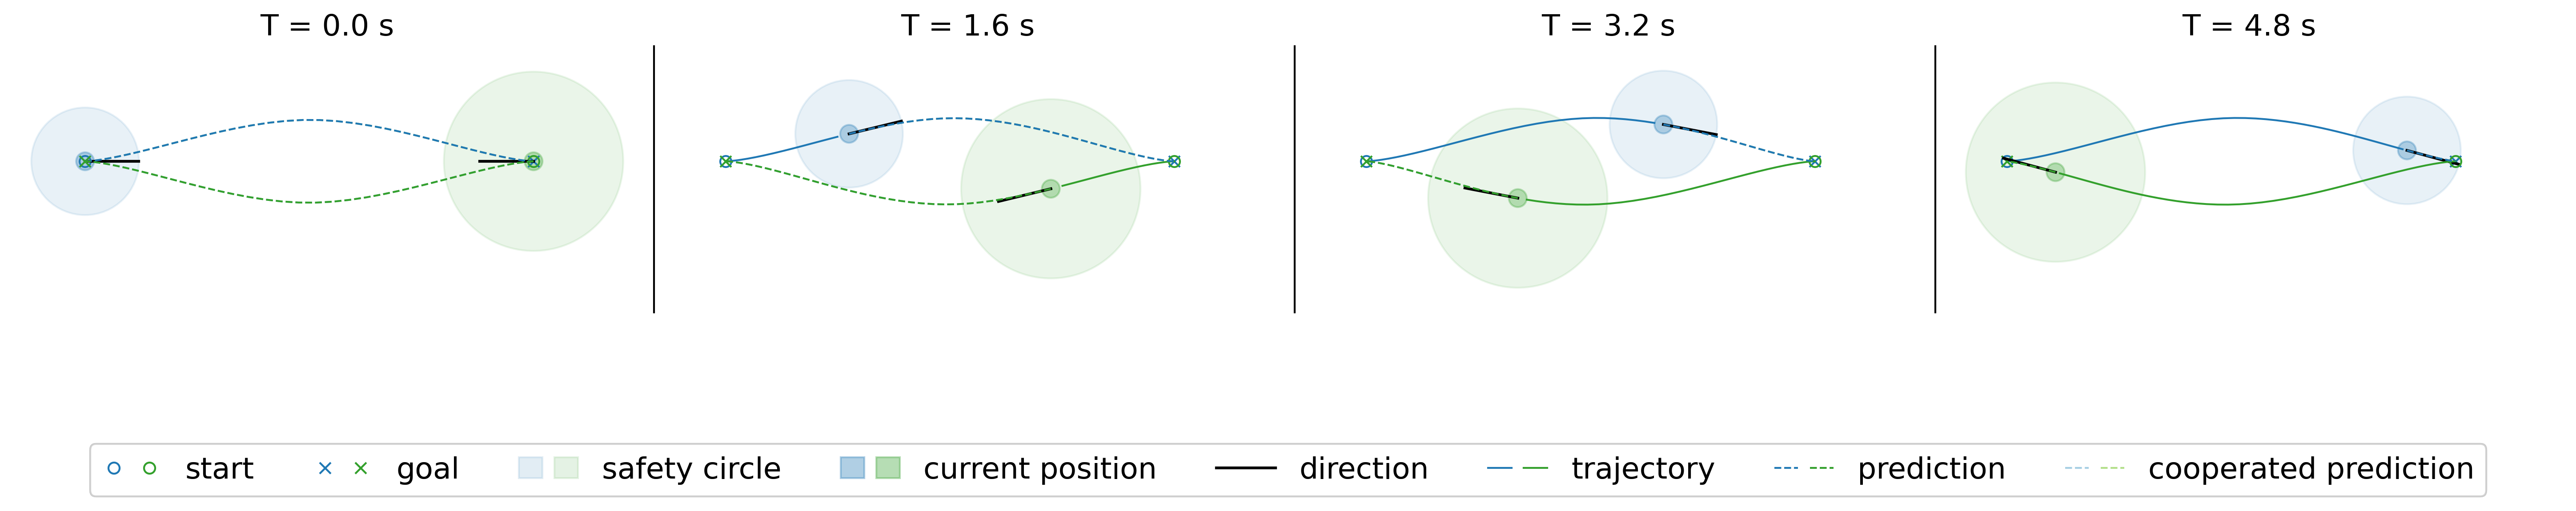 T = 0.0 s
T = 1.6 s
T = 3.2 s
T = 4.8 s
start goal safety circle current position direction trajectory prediction cooperated prediction